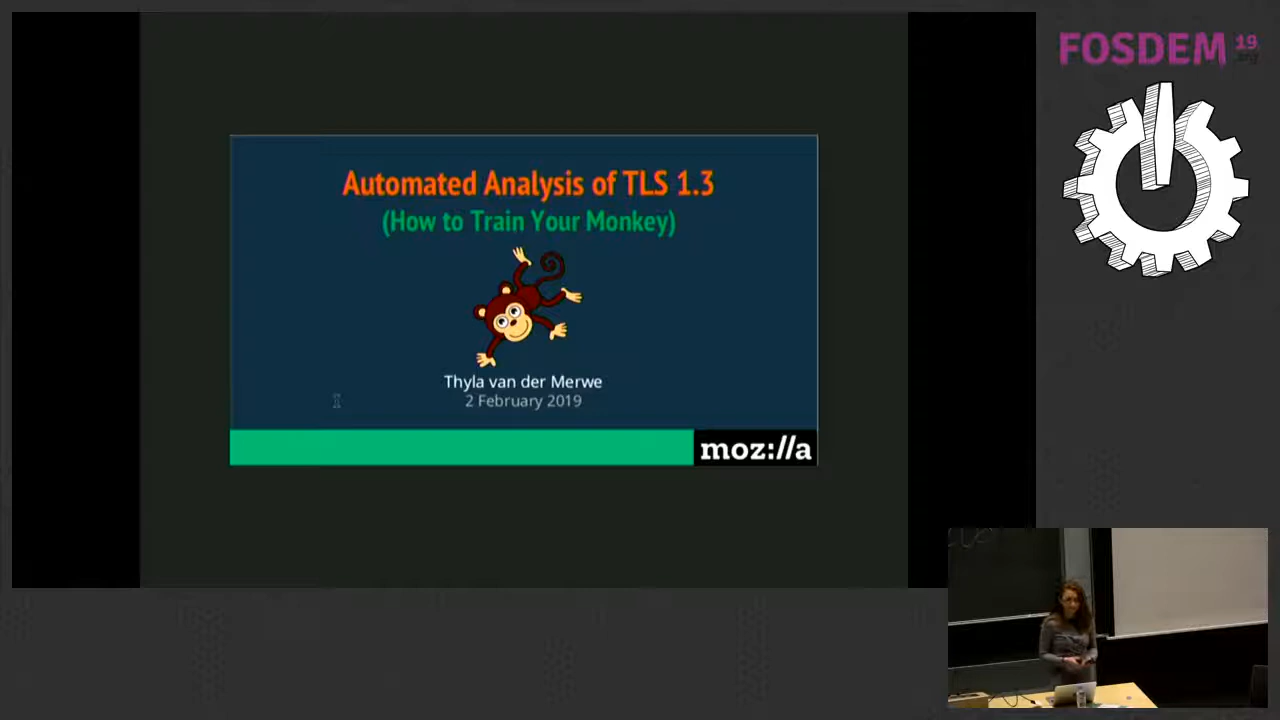 Automated Analysis of TLS 1.3
(How to Train Your Monkey)
Thyla van der Merwe
2 February 2019
moz://a
FOSDEM 19
.org